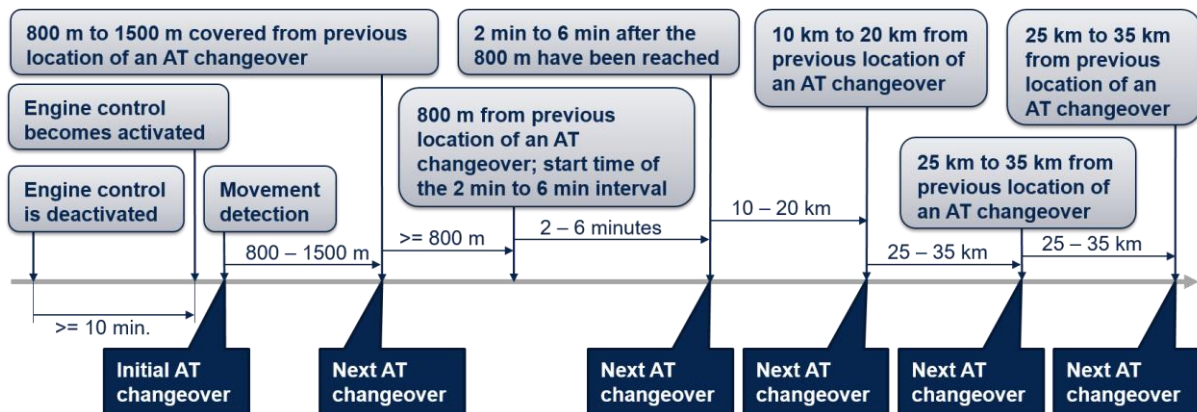 800 m to 1500 m covered from previous
location of an AT changeover
2 min to 6 min after the
800 m have been reached
10 km to 20 km from
previous location of
an AT changeover
25 km to 35 km
from previous
location of an
AT changeover
Engine control
becomes activated
800 m from previous
location of an AT
changeover; start time of
the 2 min to 6 min interval
25 km to 35 km from
previous location of
an AT changeover
Engine control
is deactivated
Movement
detection
800 – 1500 m
>= 800 m
2 – 6 minutes
10 – 20 km
25 – 35 km
25 – 35 km
>= 10 min.
Initial AT
changeover
Next AT
changeover
Next AT
changeover
Next AT
changeover
Next AT
changeover
Next AT
changeover